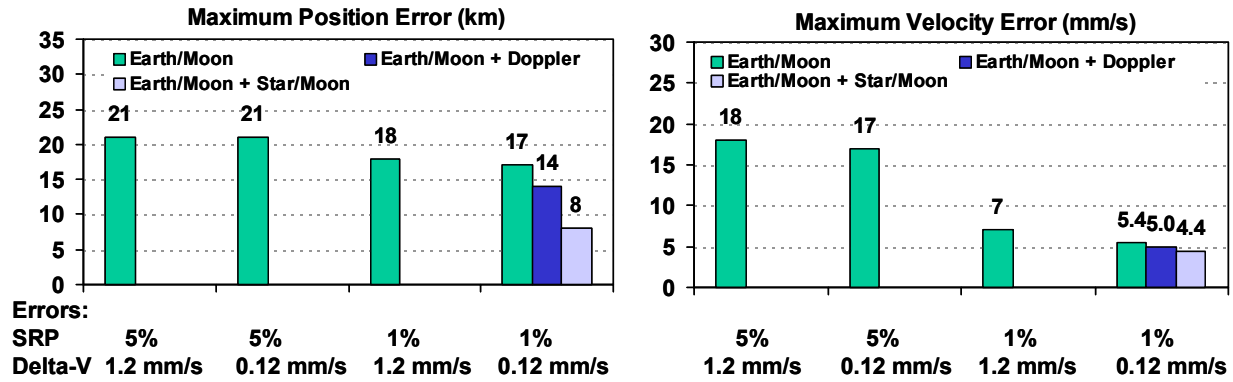 Maximum Position Error (km)
35
30
25
20
15
10
5
0
Earth/Moon
Earth/Moon + Doppler
Earth/Moon + Star/Moon
21
21
18
17
14
8
Errors:
SRP 5% 5% 1% 1%
Delta-V 1.2 mm/s 0.12 mm/s 1.2 mm/s 0.12 mm/s
Maximum Velocity Error (mm/s)
30
25
20
15
10
5
0
Earth/Moon
Earth/Moon + Doppler
Earth/Moon + Star/Moon
18
17
7
5.4
5.0
4.4
5% 5% 1% 1%
1.2 mm/s 0.12 mm/s 1.2 mm/s 0.12 mm/s